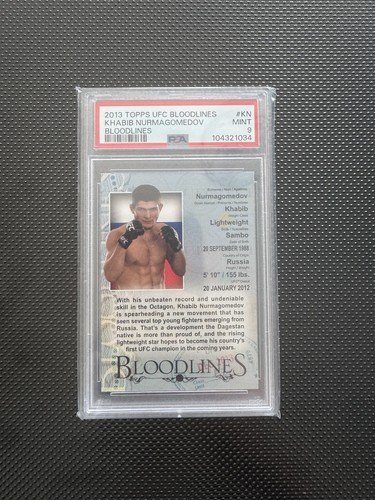 2013 TOPPS UFC BLOODLINES #KN
KHABIB NURMAGOMEDOV MINT
BLOODLINES 9
PSA 104321034
Nurmagomedov
Khabib
Lightweight
Sambo
30 SEPTEMBER 1988
Russia
5' 10" / 155 lbs.
20 JANUARY 2012
With his unbeaten record and undeniable
skill in the Octagon, Khabib Nurmagomedov
is spearheading a new movement that has
seen several top young fighters emerging from
Russia. That's a development the Dagestan
native is more than proud of, and the rising
lightweight star hopes to become his country's
first UFC champion in the coming years.
BLOODLINES